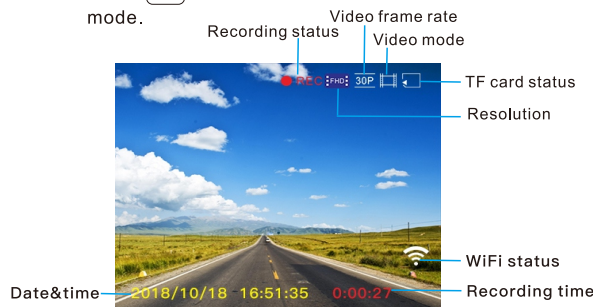 mode.
Video frame rate
Recording status
Video mode
REC FHD 30P
TF card status
Resolution
WiFi status
Date&time
2018/10/18 16:51:35 0:00:27
Recording time